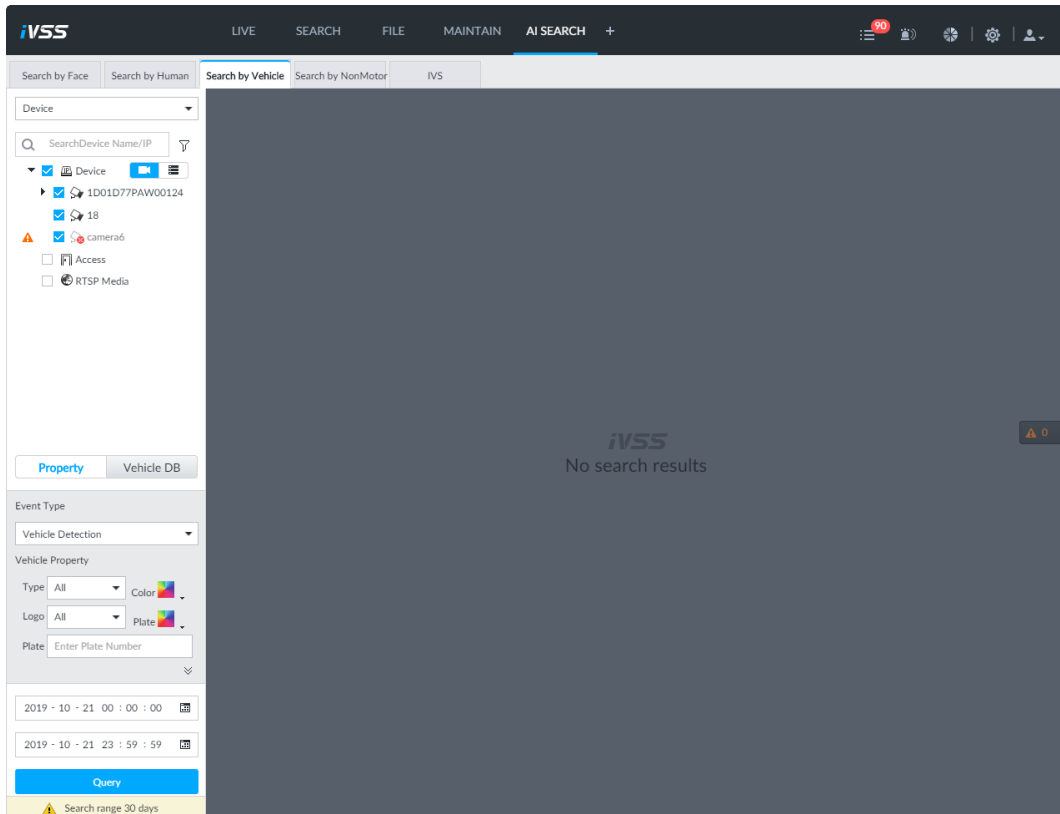 iVSS LIVE SEARCH FILE MAINTAIN AI SEARCH + 90
Search by Face Search by Human Search by Vehicle Search by NonMotor IVS
Device
SearchDevice Name/IP
Device
1D01D77PAW00124
18
camera6
Access
RTSP Media
0
iVSS
No search results
Property Vehicle DB
Event Type
Vehicle Detection
Vehicle Property
Type All Color
Logo All Plate
Plate Enter Plate Number
2019 - 10 - 21 00 : 00 : 00
2019 - 10 - 21 23 : 59 : 59
Query
Search range 30 days